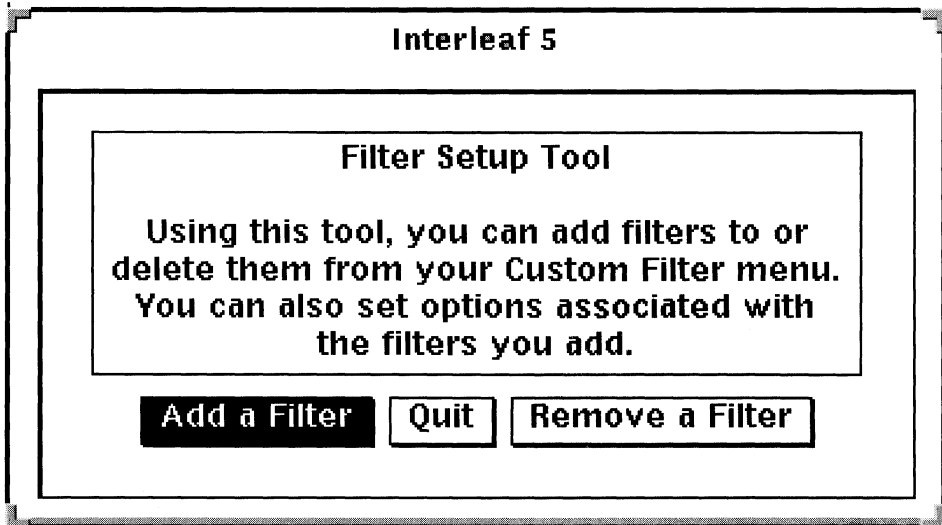 Interleaf 5
Filter Setup Tool
Using this tool, you can add filters to or
delete them from your Custom Filter menu.
You can also set options associated with
the filters you add.
Add a Filter Quit Remove a Filter